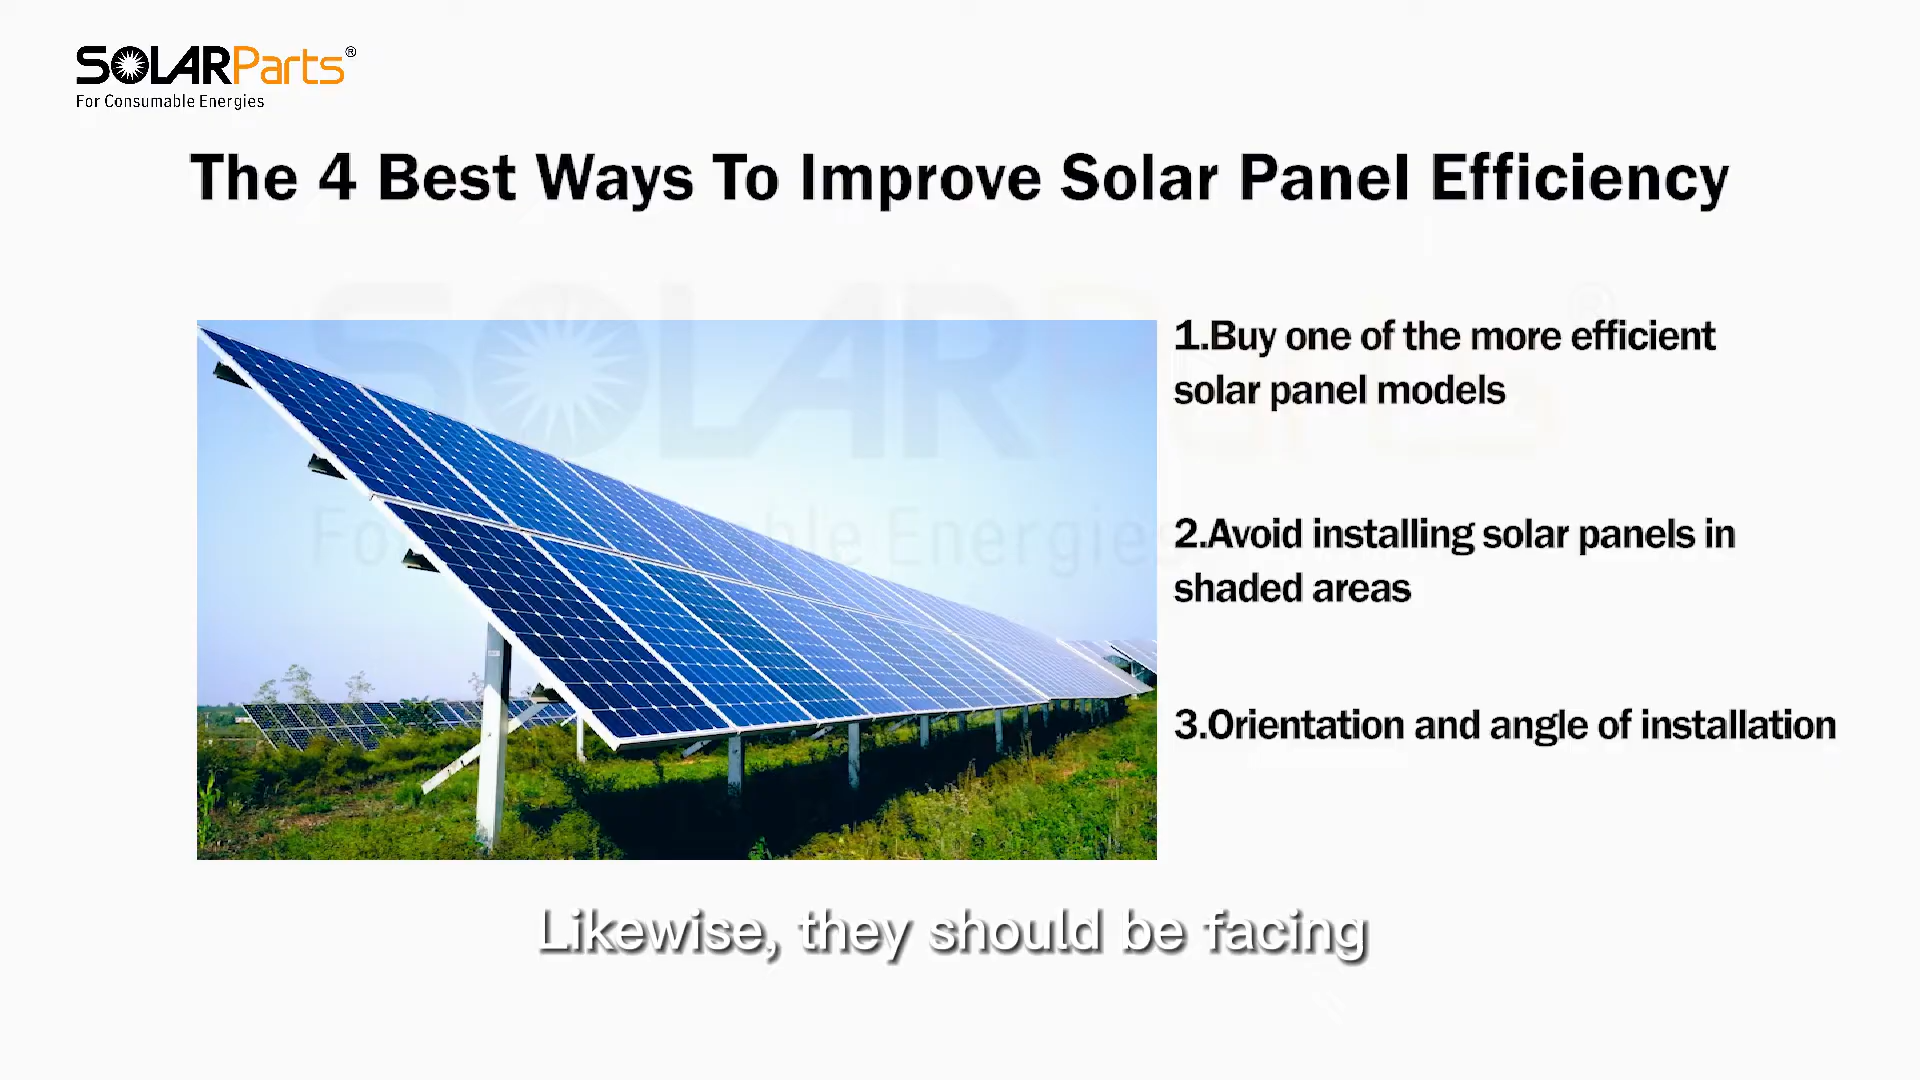 SOLARParts®
For Consumable Energies
The 4 Best Ways To Improve Solar Panel Efficiency
1.Buy one of the more efficient
solar panel models
2.Avoid installing solar panels in
shaded areas
3.Orientation and angle of installation
Likewise, they should be facing